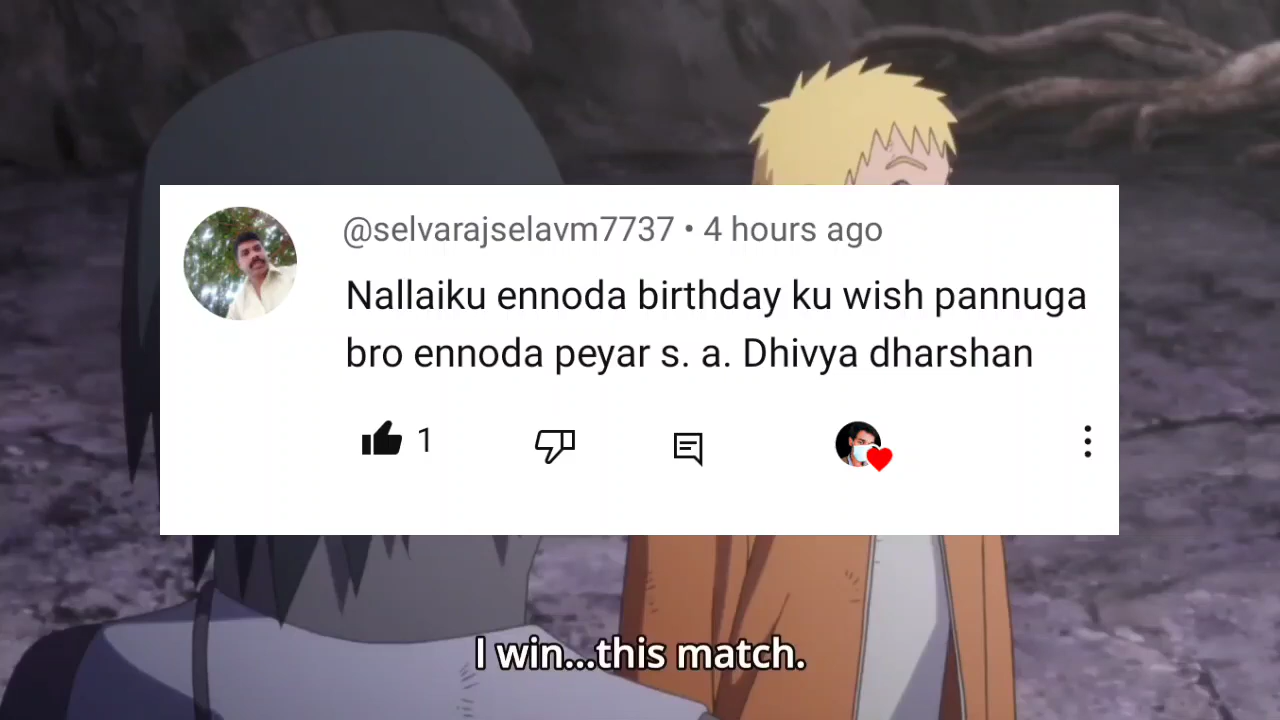 @selvarajselavm7737 • 4 hours ago
Nallaiku ennoda birthday ku wish pannuga
bro ennoda peyar s. a. Dhivya dharshan
1
I win...this match.